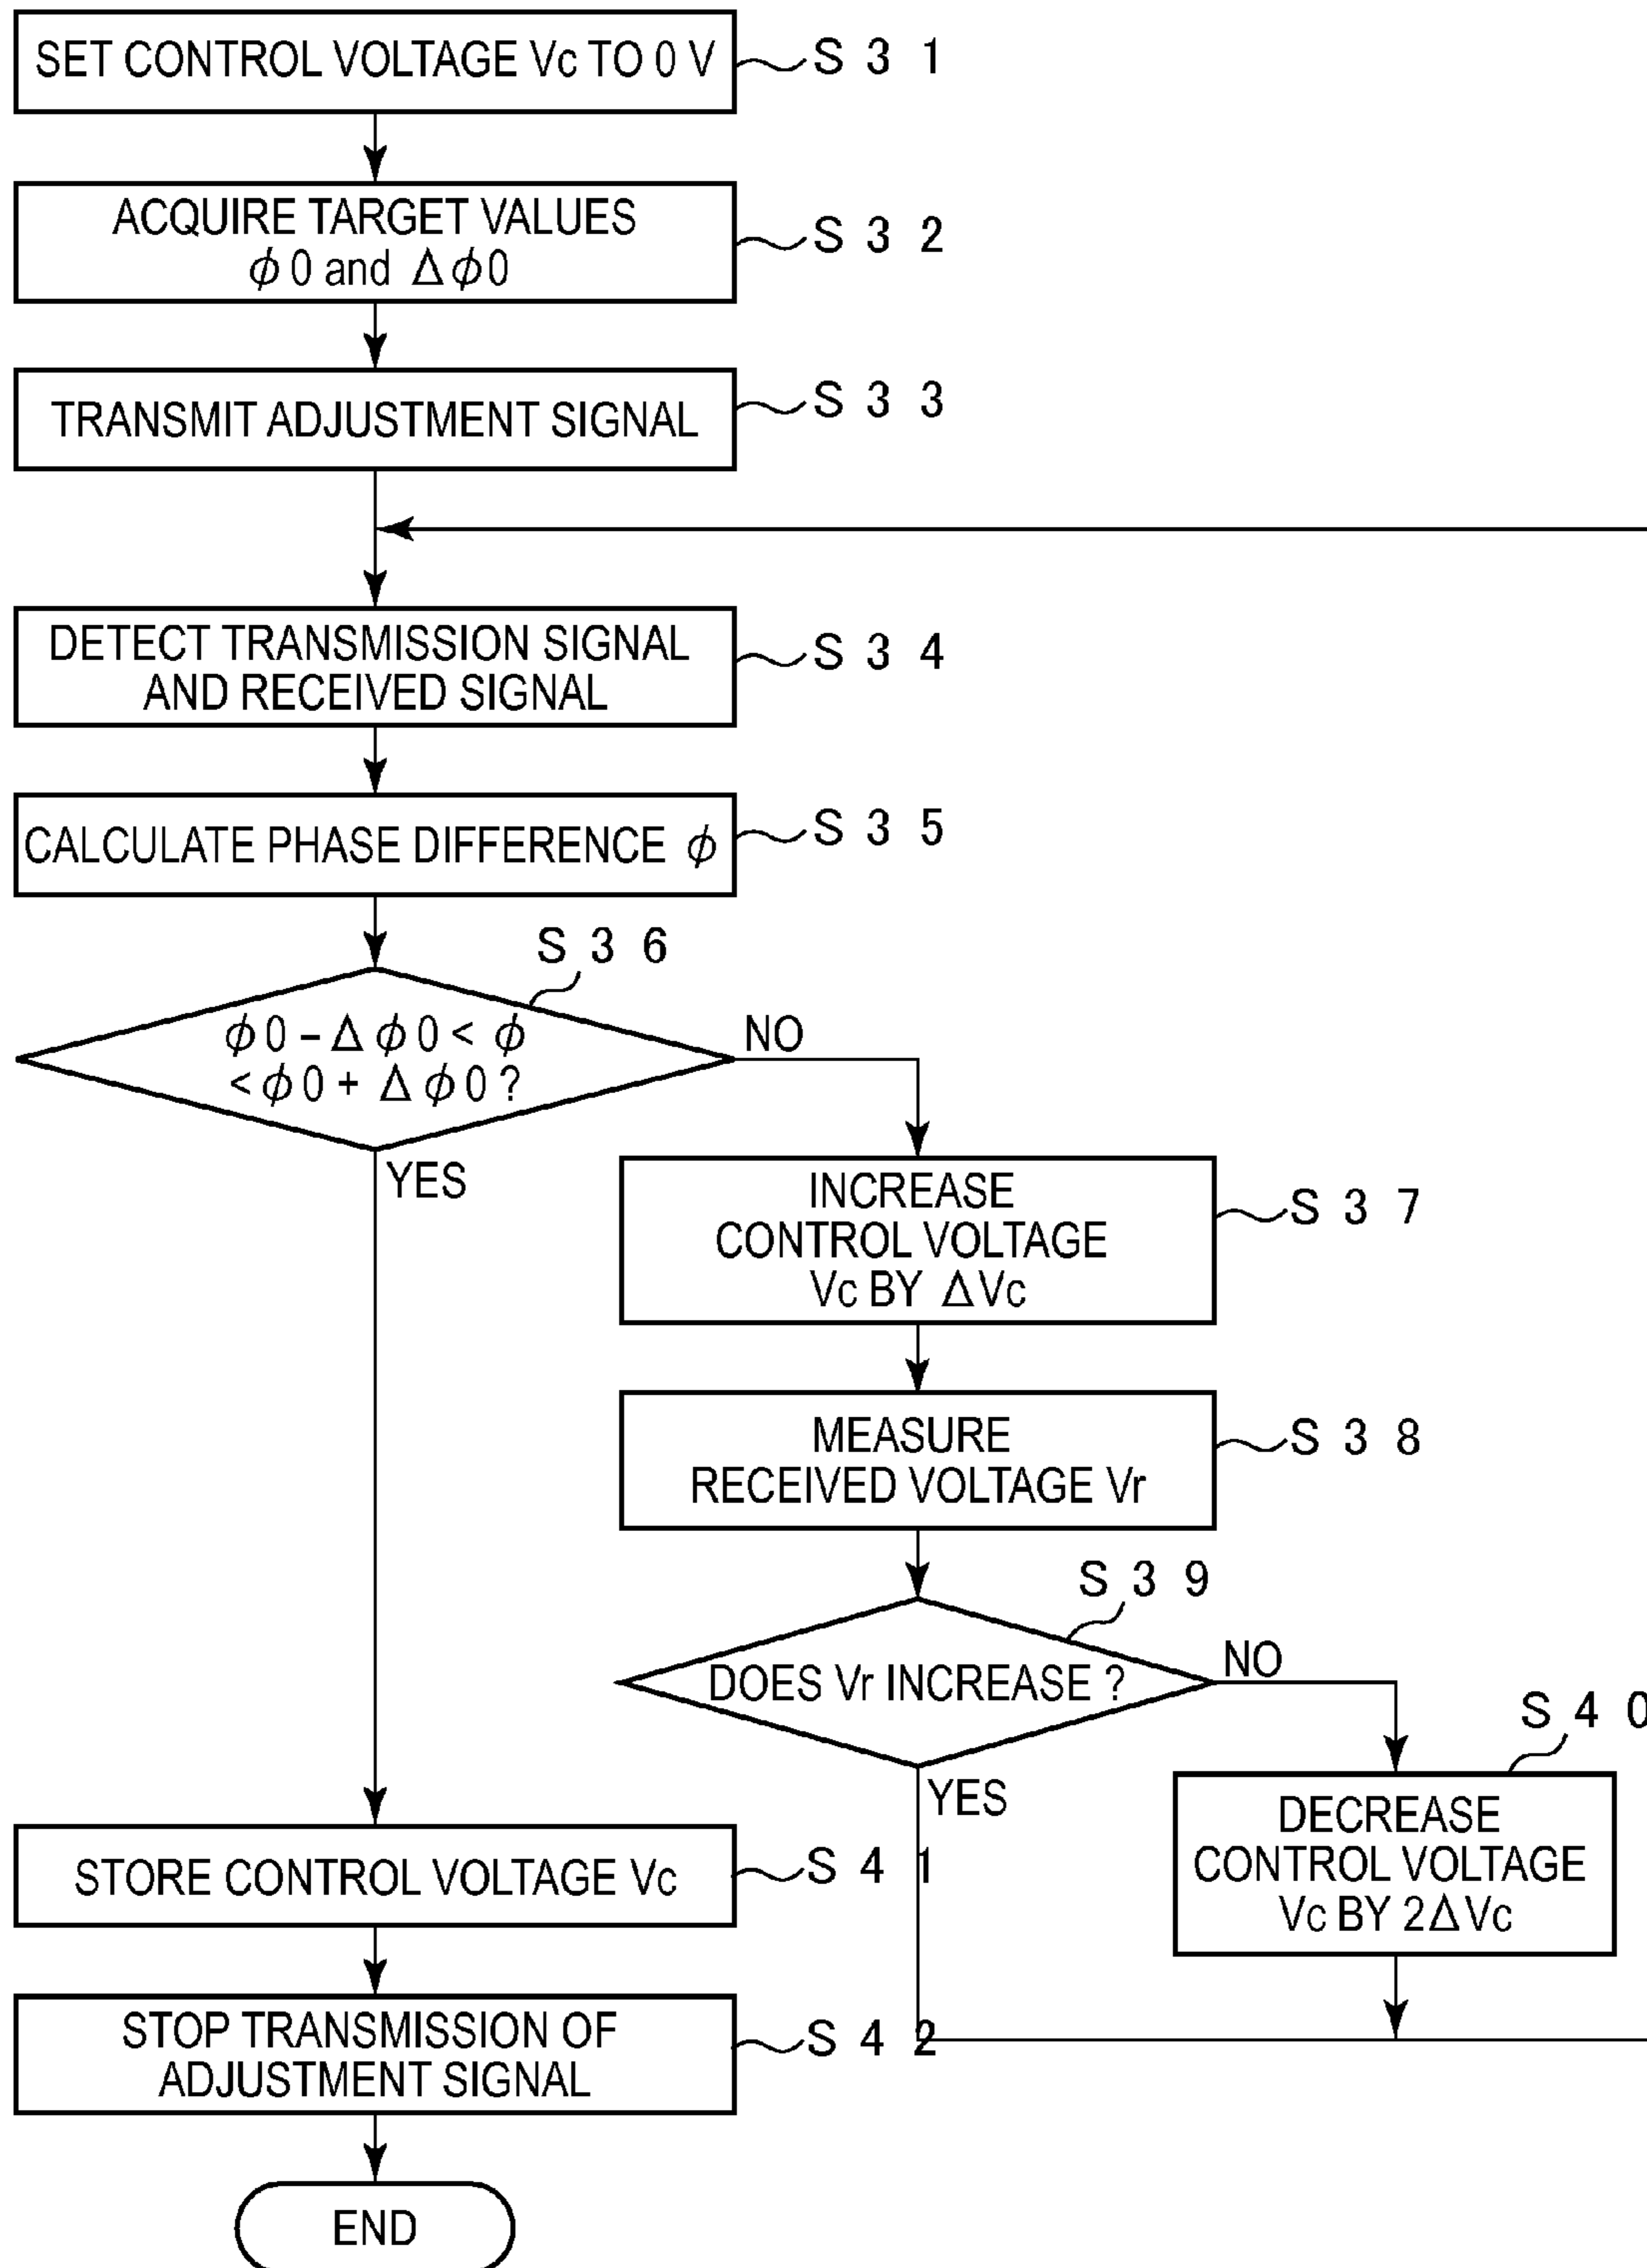 SET CONTROL VOLTAGE Vc TO 0 V
S31
ACQUIRE TARGET VALUES
ϕ0 and Δϕ0
S32
TRANSMIT ADJUSTMENT SIGNAL
S33
DETECT TRANSMISSION SIGNAL
AND RECEIVED SIGNAL
S34
CALCULATE PHASE DIFFERENCE ϕ
S35
S36
ϕ0 – Δϕ0 < ϕ
< ϕ0 + Δϕ0 ?
NO
YES
INCREASE
CONTROL VOLTAGE
Vc BY ΔVc
S37
MEASURE
RECEIVED VOLTAGE Vr
S38
S39
DOES Vr INCREASE ?
NO
YES
S40
DECREASE
CONTROL VOLTAGE
Vc BY 2ΔVc
STORE CONTROL VOLTAGE Vc
S41
STOP TRANSMISSION OF
ADJUSTMENT SIGNAL
S42
END